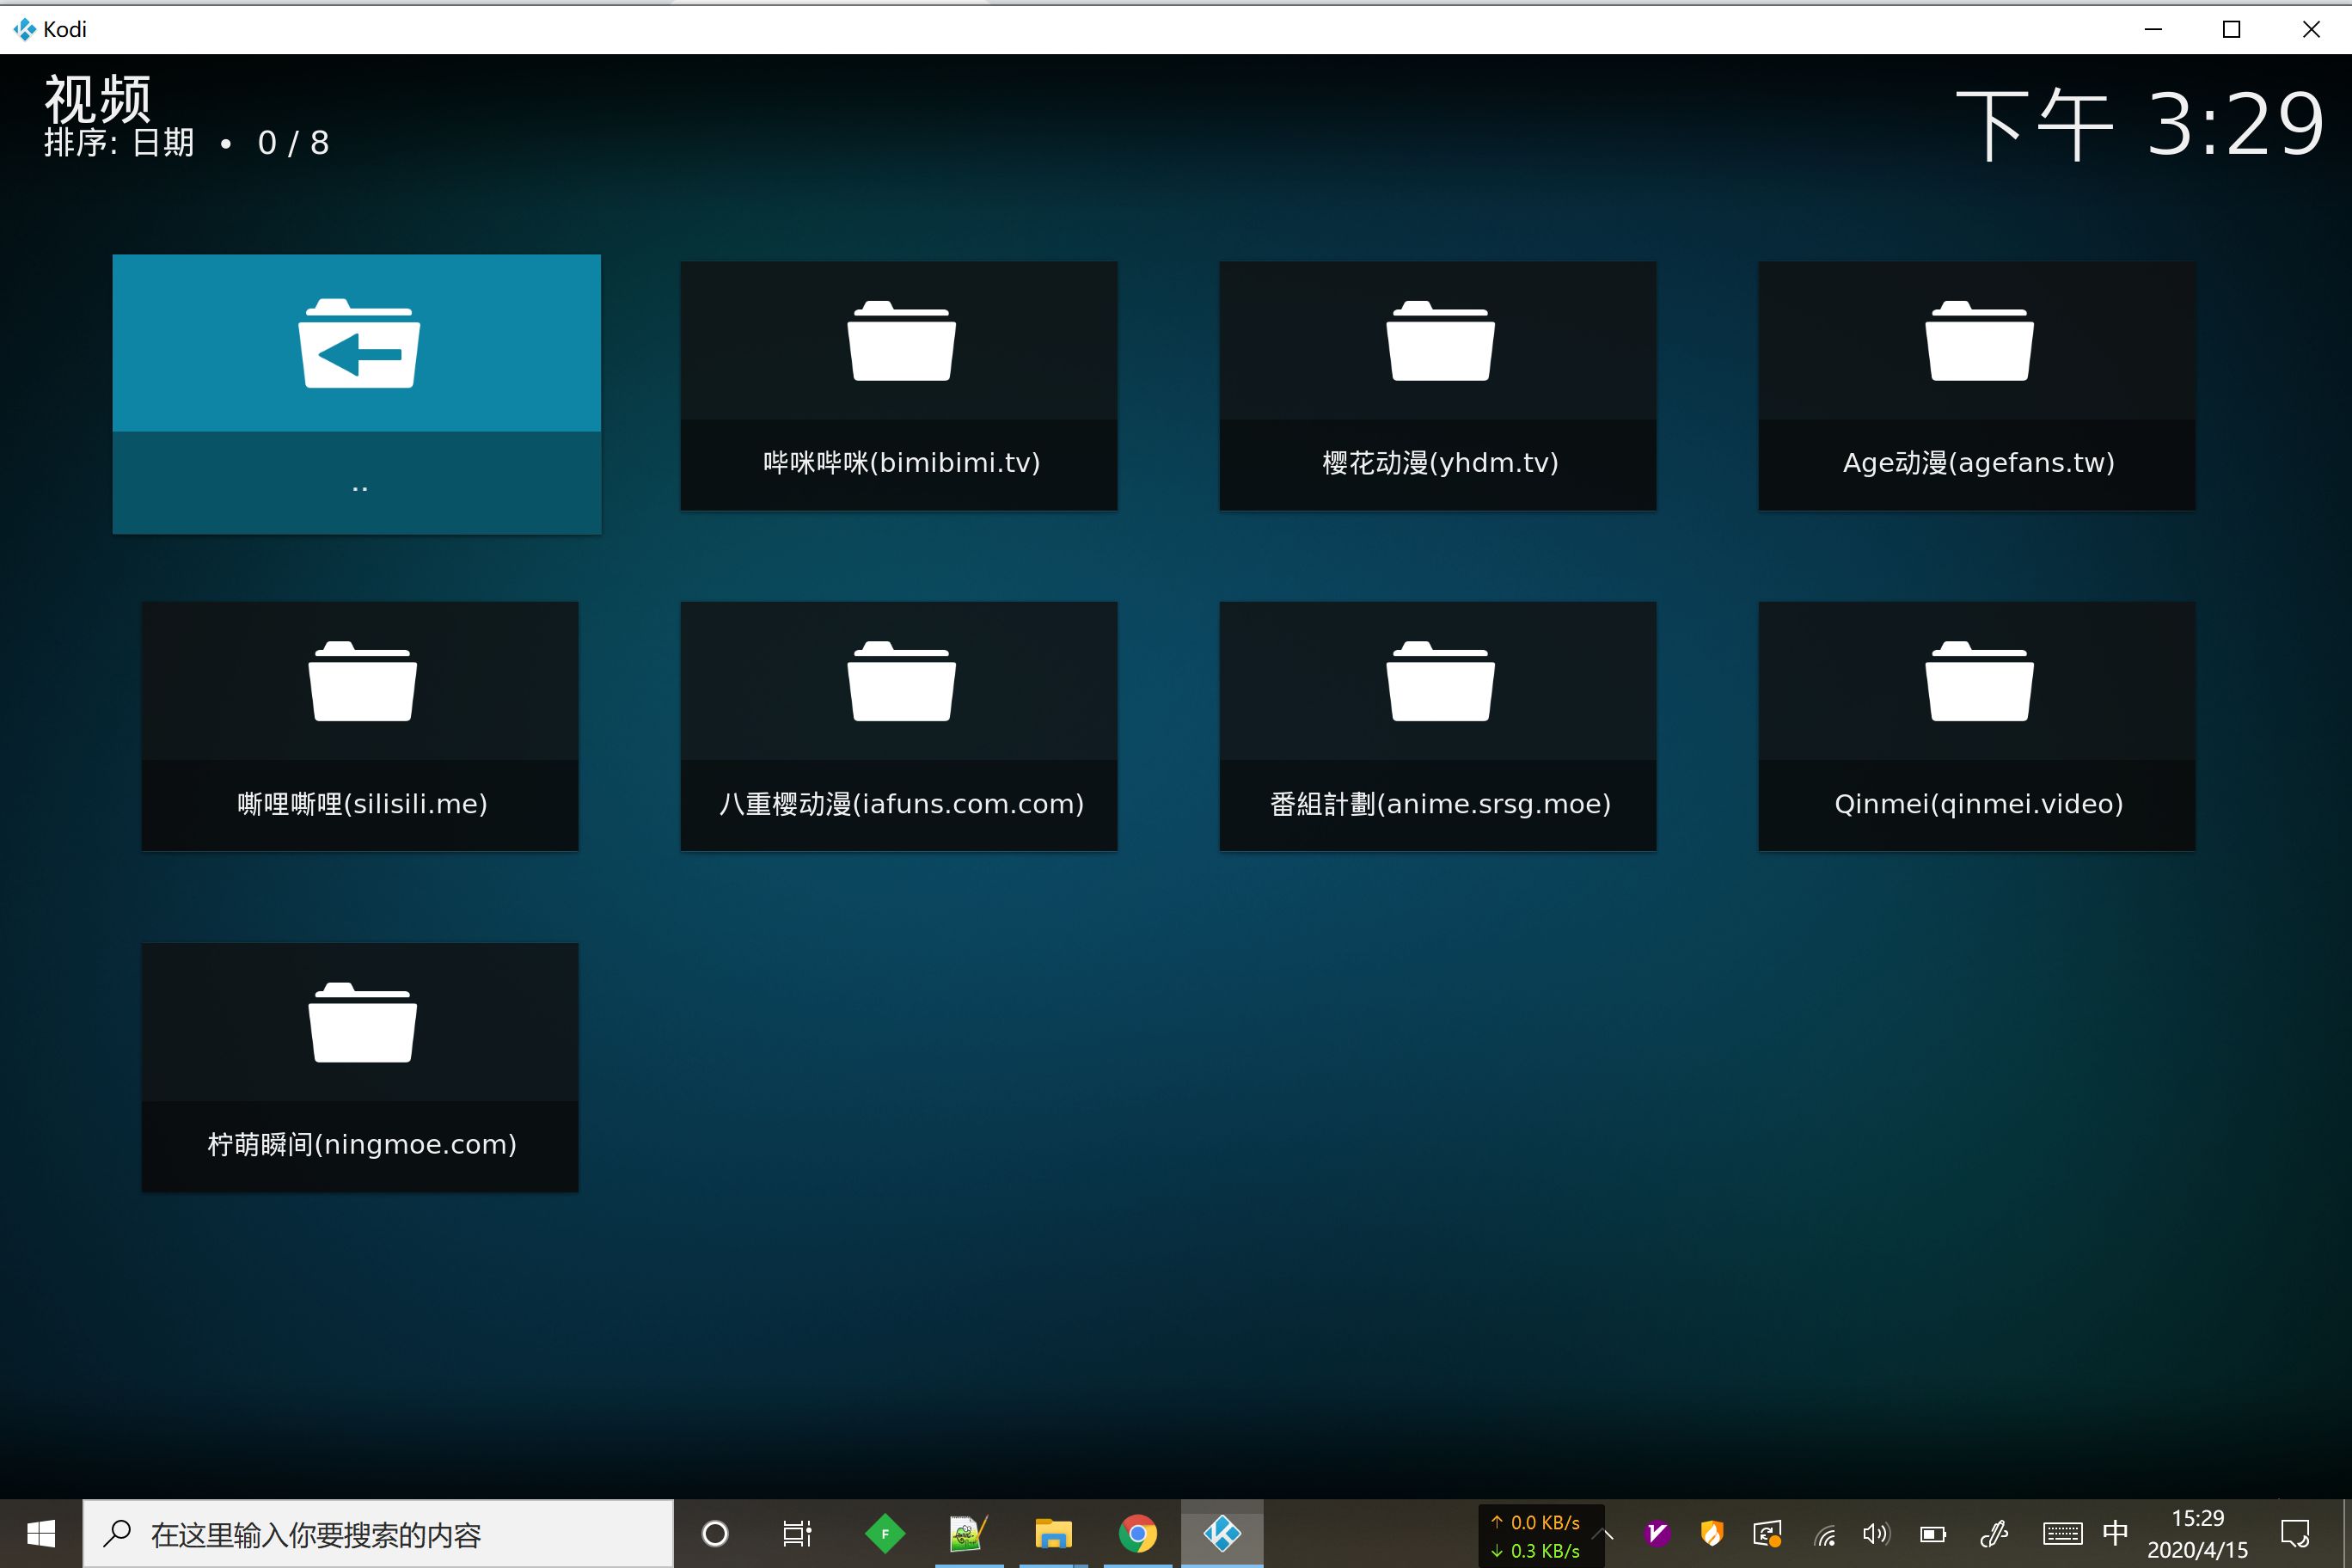 Kodi
视频
排序: 日期 • 0 / 8
下午 3:29
..
哔咪哔咪(bimibimi.tv)
樱花动漫(yhdm.tv)
Age动漫(agefans.tw)
嘶哩嘶哩(silisili.me)
八重樱动漫(iafuns.com.com)
番組計劃(anime.srsg.moe)
Qinmei(qinmei.video)
柠萌瞬间(ningmoe.com)
在这里输入你要搜索的内容
F
↑ 0.0 KB/s
↓ 0.3 KB/s
中
15:29
2020/4/15